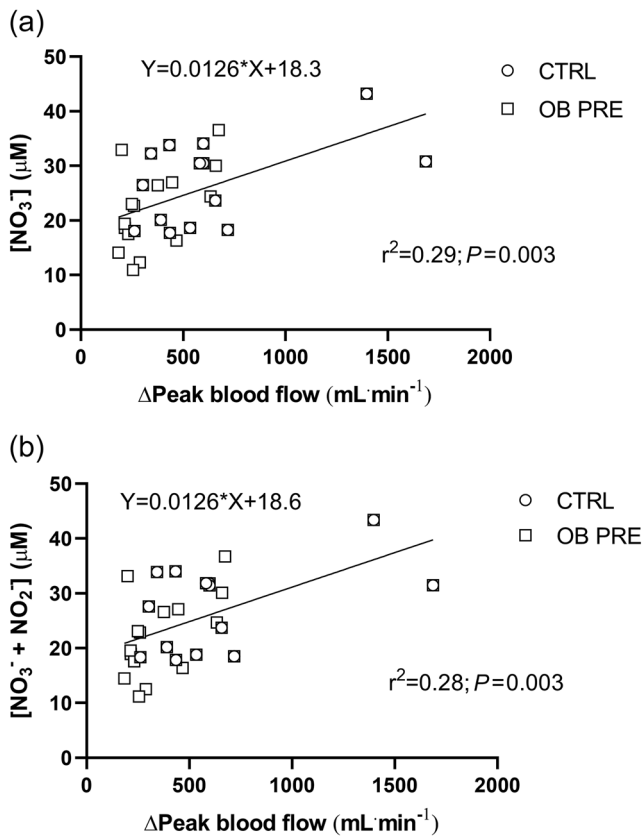 (a)
Y=0.0126*X+18.3
CTRL
OB PRE
[NO3-] (μM)
50
40
30
20
10
0
r2=0.29; P=0.003
0 500 1000 1500 2000
ΔPeak blood flow (mL·min-1)
(b)
Y=0.0126*X+18.6
CTRL
OB PRE
[NO3- + NO2-] (μM)
50
40
30
20
10
0
r2=0.28; P=0.003
0 500 1000 1500 2000
ΔPeak blood flow (mL·min-1)